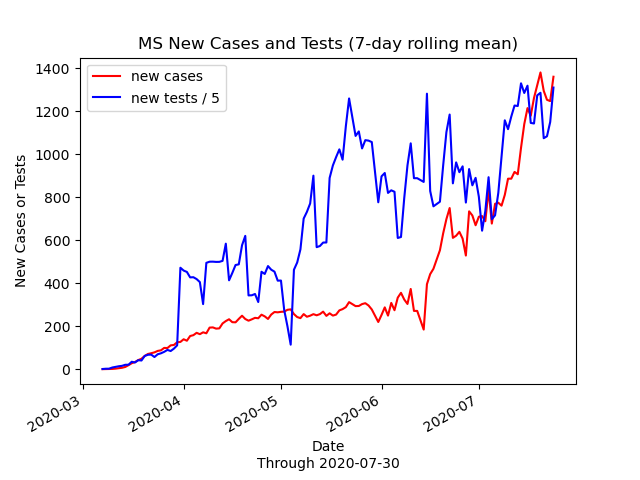 MS New Cases and Tests (7-day rolling mean)
new cases
new tests / 5
New Cases or Tests
1400
1200
1000
800
600
400
200
0
2020-03
2020-04
2020-05
2020-06
2020-07
Date
Through 2020-07-30